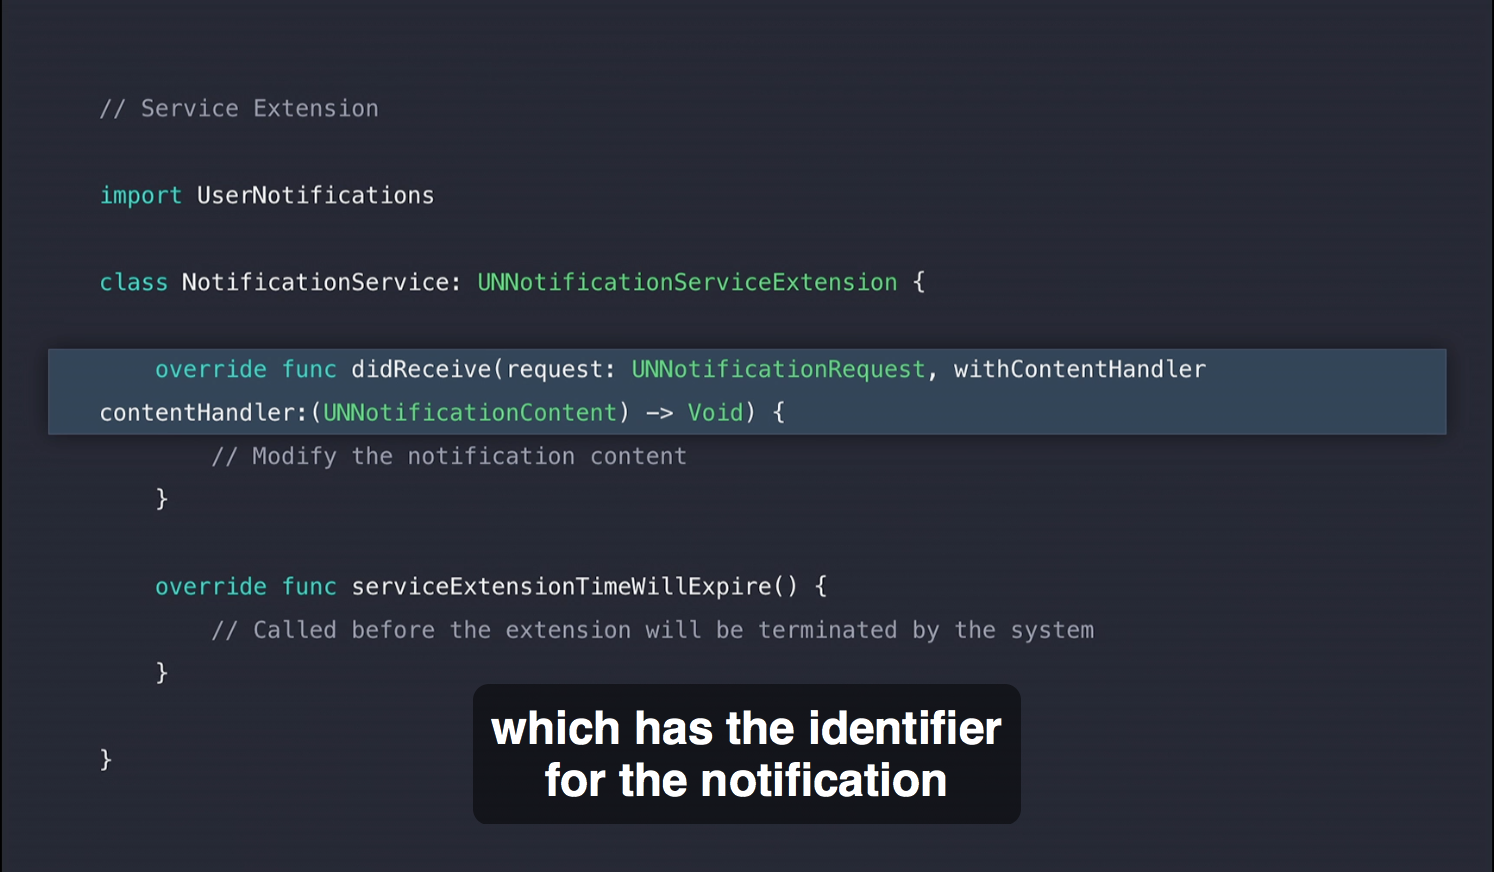 // Service Extension
import UserNotifications
class NotificationService: UNNotificationServiceExtension {
override func didReceive(request: UNNotificationRequest, withContentHandler
contentHandler:(UNNotificationContent) -> Void) {
// Modify the notification content
}
override func serviceExtensionTimeWillExpire() {
// Called before the extension will be terminated by the system
}
}
which has the identifier
for the notification